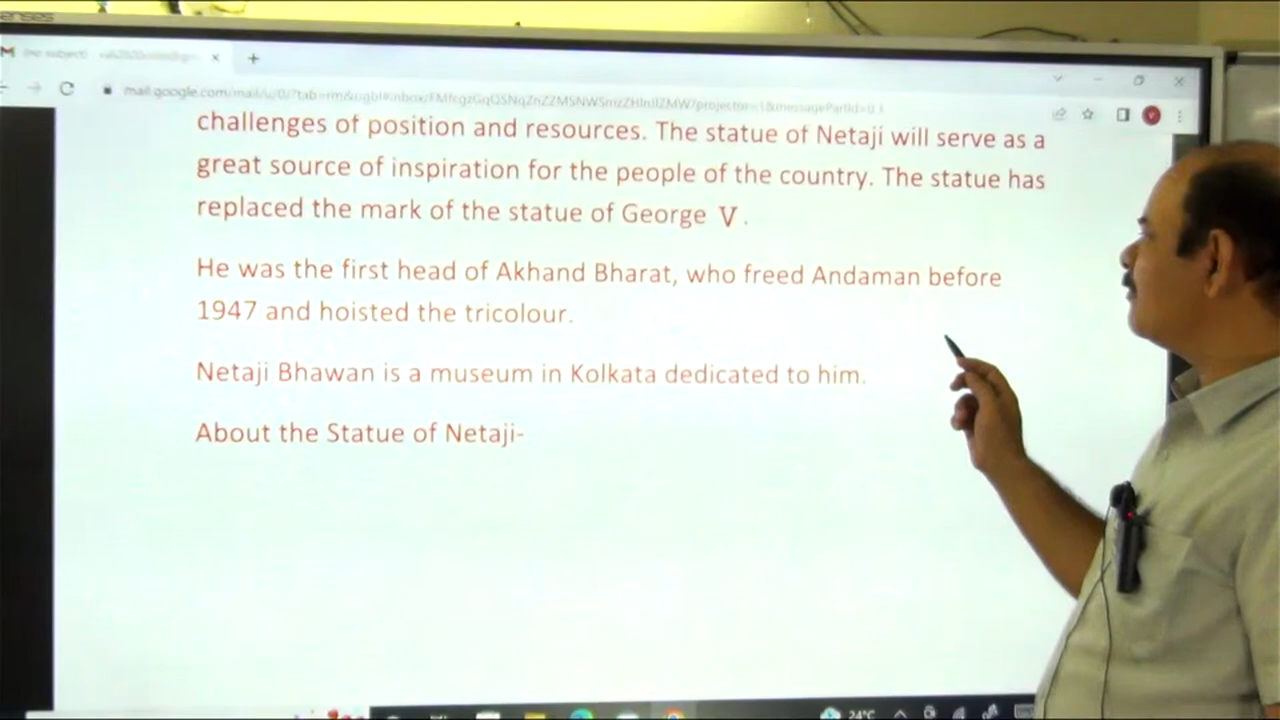 enses
challenges of position and resources. The statue of Netaji will serve as a
great source of inspiration for the people of the country. The statue has
replaced the mark of the statue of George V.
He was the first head of Akhand Bharat, who freed Andaman before
1947 and hoisted the tricolour.
Netaji Bhawan is a museum in Kolkata dedicated to him.
About the Statue of Netaji-
24°C